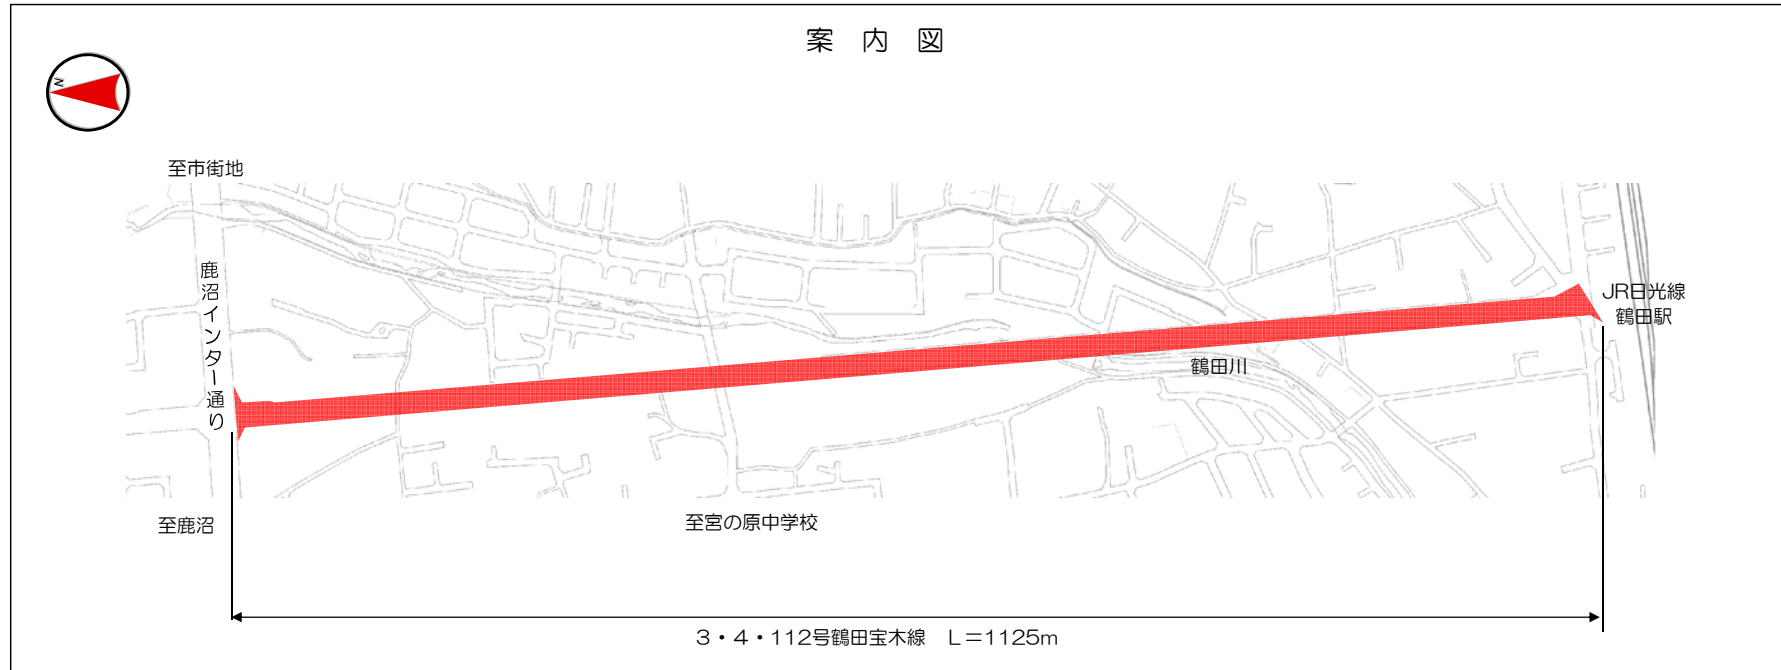 案 内 図
N
至市街地
鹿沼インター通り
JR日光線
鶴田駅
鶴田川
至鹿沼
至宮の原中学校
3・4・112号鶴田宝木線 L=1125m